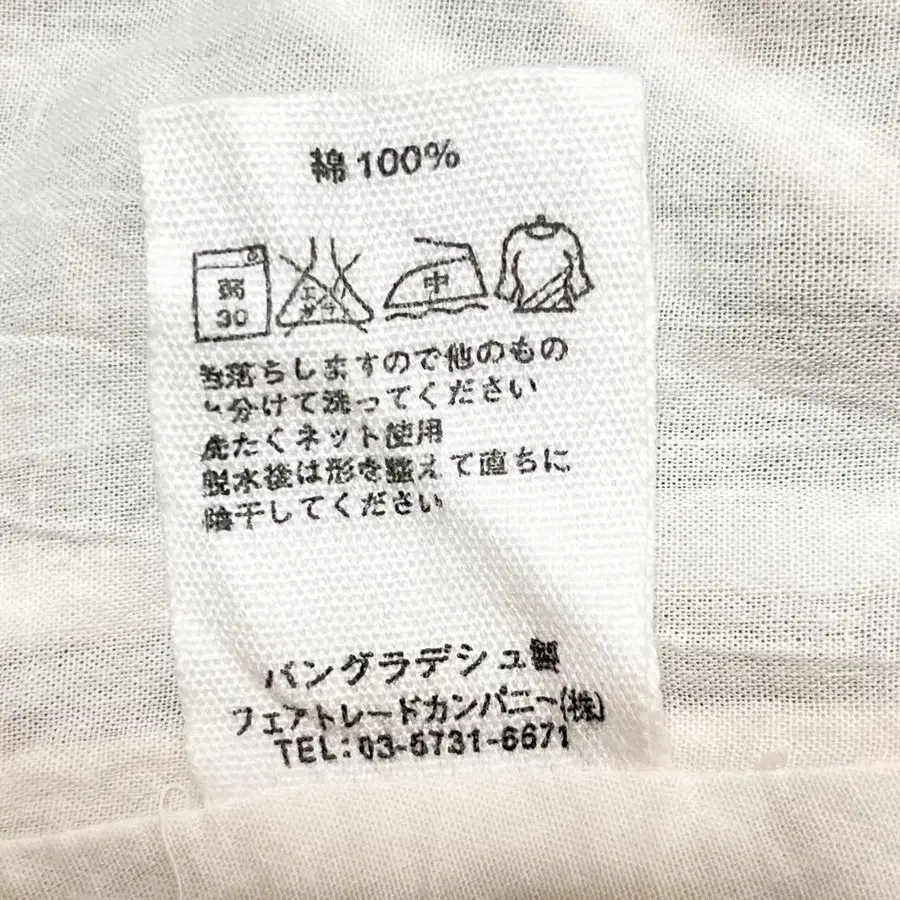 綿 100%
弱
30
エンソ
中
色落ちしますので他のもの
と分けて洗ってください
洗たくネット使用
脱水後は形を整えて直ちに
陰干してください
バングラデシュ製
フェアトレードカンパニー(株)
TEL: 03-5731-6671